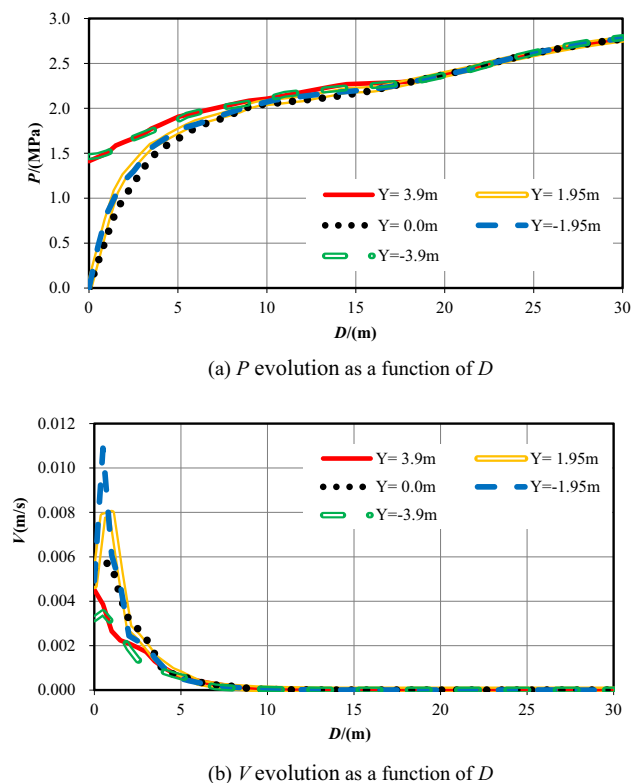 3.0
2.5
2.0
1.5
1.0
0.5
0.0
P/(MPa)
Y= 3.9m
Y= 1.95m
Y= 0.0m
Y=-1.95m
Y=-3.9m
0 5 10 15 20 25 30
D/(m)
(a) P evolution as a function of D
0.012
0.010
0.008
0.006
0.004
0.002
0.000
V(m/s)
Y= 3.9m
Y= 1.95m
Y= 0.0m
Y=-1.95m
Y=-3.9m
0 5 10 15 20 25 30
D/(m)
(b) V evolution as a function of D